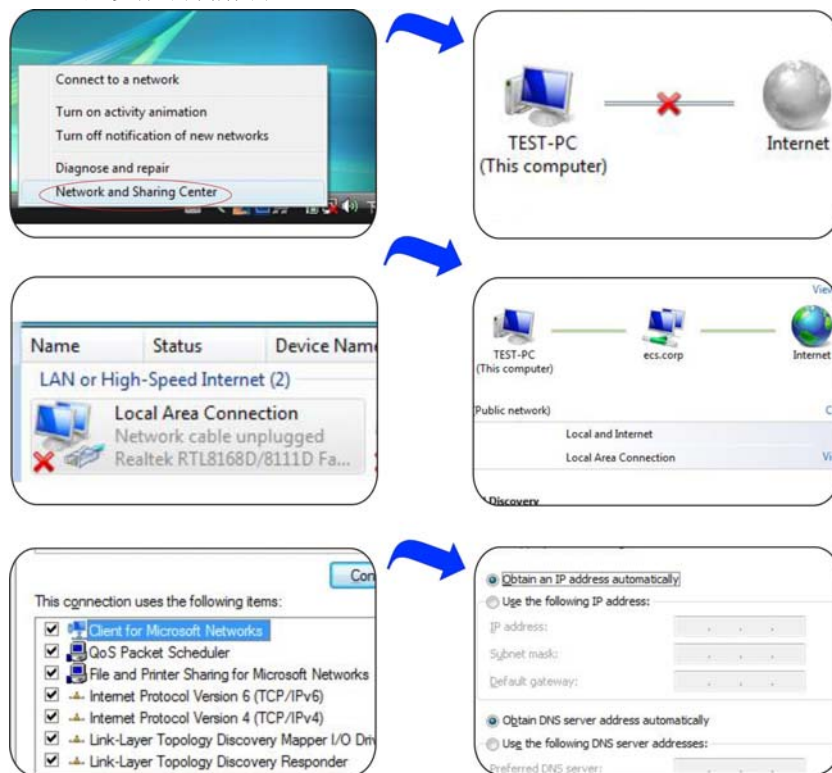 Connect to a network
Turn on activity animation
Turn off notification of new networks
Diagnose and repair
Network and Sharing Center
TEST-PC
(This computer)
Internet
Name Status Device Name
LAN or High-Speed Internet (2)
Local Area Connection
Network cable unplugged
Realtek RTL8168D/8111D Fa...
TEST-PC
(This computer)
ecs.corp
Internet
(Public network)
Local and Internet
Local Area Connection
This connection uses the following items:
Client for Microsoft Networks
QoS Packet Scheduler
File and Printer Sharing for Microsoft Networks
Internet Protocol Version 6 (TCP/IPv6)
Internet Protocol Version 4 (TCP/IPv4)
Link-Layer Topology Discovery Mapper I/O
Link-Layer Topology Discovery Responder
Obtain an IP address automatically
Use the following IP address:
IP address:
Subnet mask:
Default gateway:
Obtain DNS server address automatically
Use the following DNS server addresses:
Preferred DNS server: